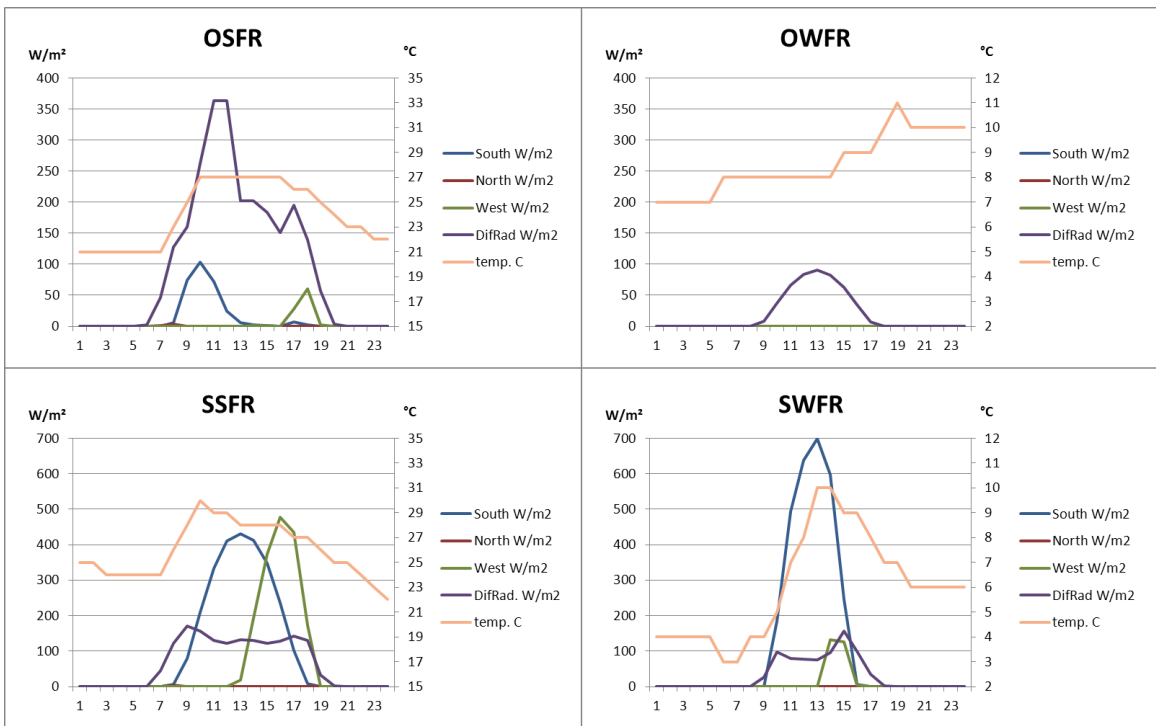 OSFR
W/m²
°C
400
350
300
250
200
150
100
50
0
35
33
31
29
27
25
23
21
19
17
15
1 3 5 7 9 11 13 15 17 19 21 23
South W/m2
North W/m2
West W/m2
DifRad W/m2
temp. C
OWFR
W/m²
°C
400
350
300
250
200
150
100
50
0
12
11
10
9
8
7
6
5
4
3
2
1 3 5 7 9 11 13 15 17 19 21 23
South W/m2
North W/m2
West W/m2
DifRad W/m2
temp. C
SSFR
W/m²
°C
700
600
500
400
300
200
100
0
35
33
31
29
27
25
23
21
19
17
15
1 3 5 7 9 11 13 15 17 19 21 23
South W/m2
North W/m2
West W/m2
DifRad. W/m2
temp. C
SWFR
W/m²
°C
700
600
500
400
300
200
100
0
12
11
10
9
8
7
6
5
4
3
2
1 3 5 7 9 11 13 15 17 19 21 23
South W/m2
North W/m2
West W/m2
DifRad W/m2
temp. C